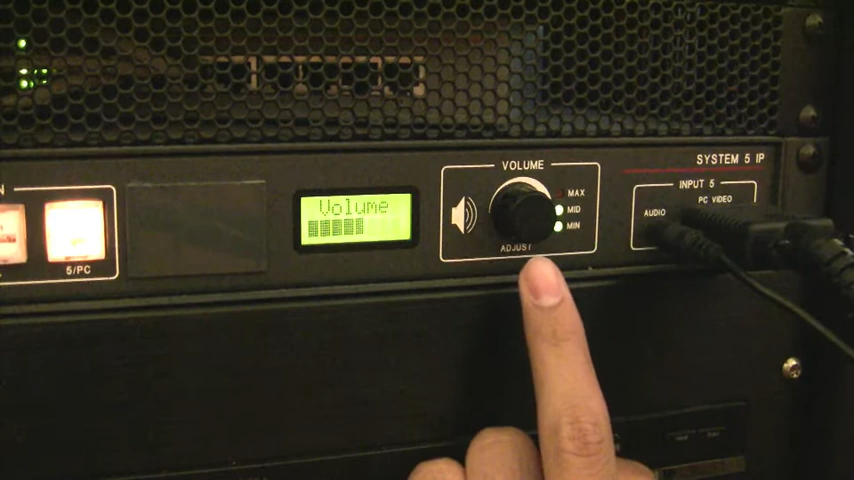 SYSTEM 5 IP
VOLUME
INPUT 5
MAX
PC VIDEO
Volume
MID
AUDIO
MIN
ADJUST
5/PC